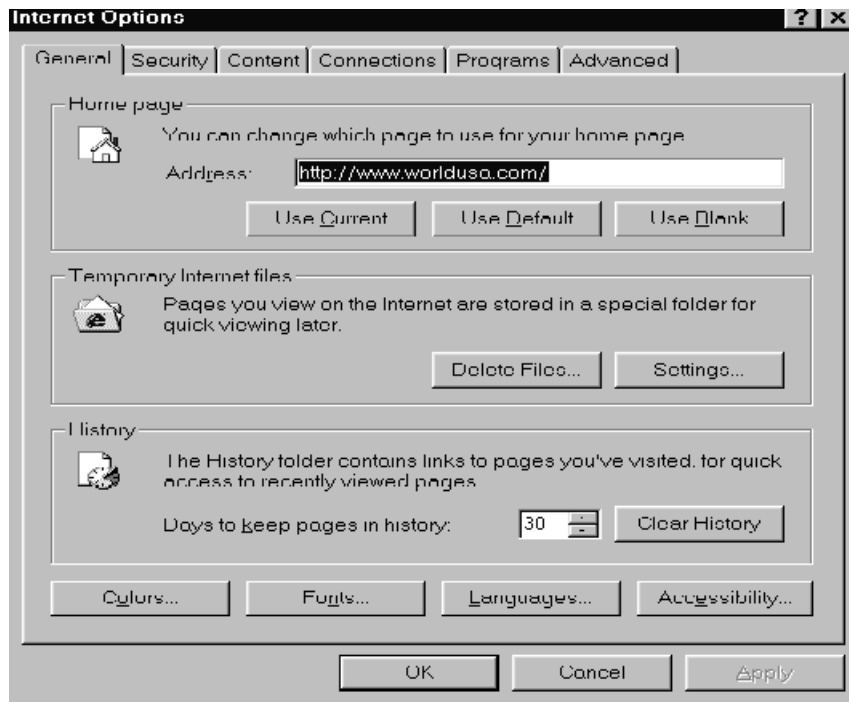 Internet Options
General Security Content Connections Programs Advanced
Home page
You can change which page to use for your home page
Address: http://www.worldusa.com/
Use Current Use Default Use Blank
Temporary Internet files
Pages you view on the Internet are stored in a special folder for
quick viewing later.
Delete Files... Settings...
History
The History folder contains links to pages you've visited, for quick
access to recently viewed pages
Days to keep pages in history: 30 Clear History
Colors... Fonts... Languages... Accessibility...
OK Cancel Apply